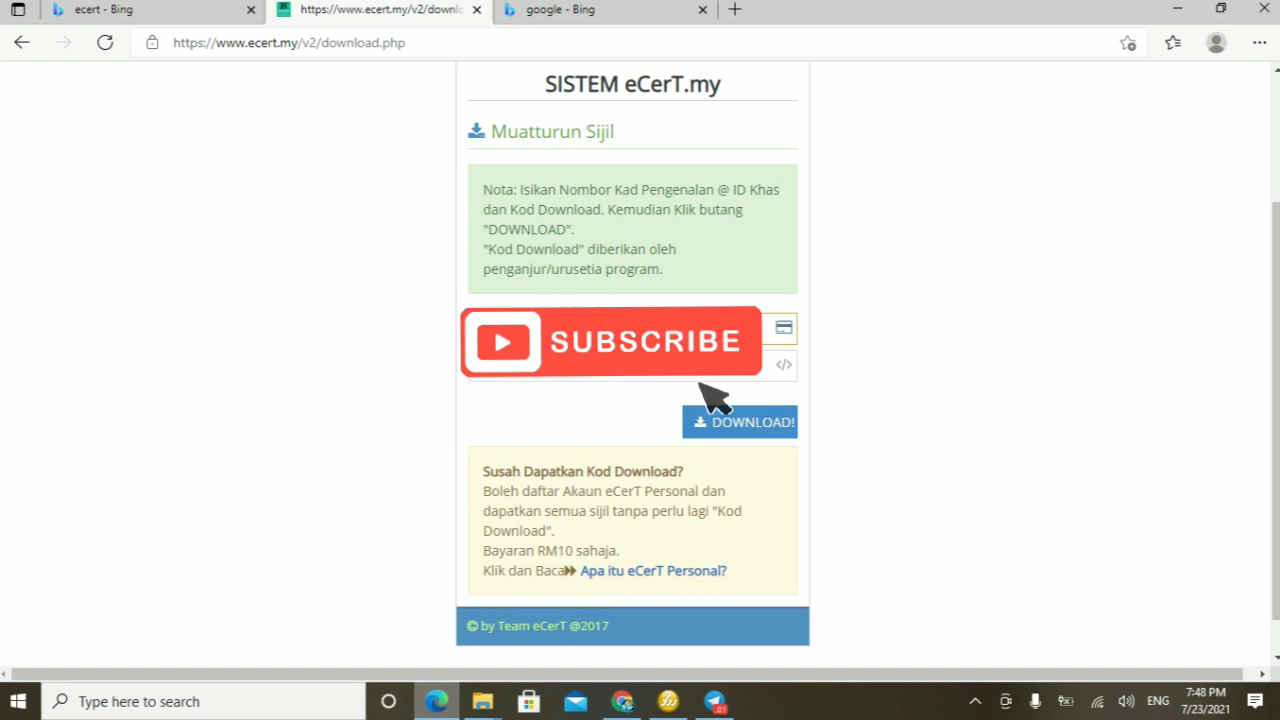 ecert - Bing
https://www.ecert.my/v2/downlo
google - Bing
https://www.ecert.my/v2/download.php
SISTEM eCerT.my
Muatturun Sijil
Nota: Isikan Nombor Kad Pengenalan @ ID Khas
dan Kod Download. Kemudian Klik butang
"DOWNLOAD".
"Kod Download" diberikan oleh
penganjur/urusetia program.
SUBSCRIBE
DOWNLOAD!
Susah Dapatkan Kod Download?
Boleh daftar Akaun eCerT Personal dan
dapatkan semua sijil tanpa perlu lagi "Kod
Download".
Bayaran RM10 sahaja.
Klik dan Baca Apa itu eCerT Personal?
© by Team eCerT @2017
Type here to search
.01
ENG
7:48 PM
7/23/2021